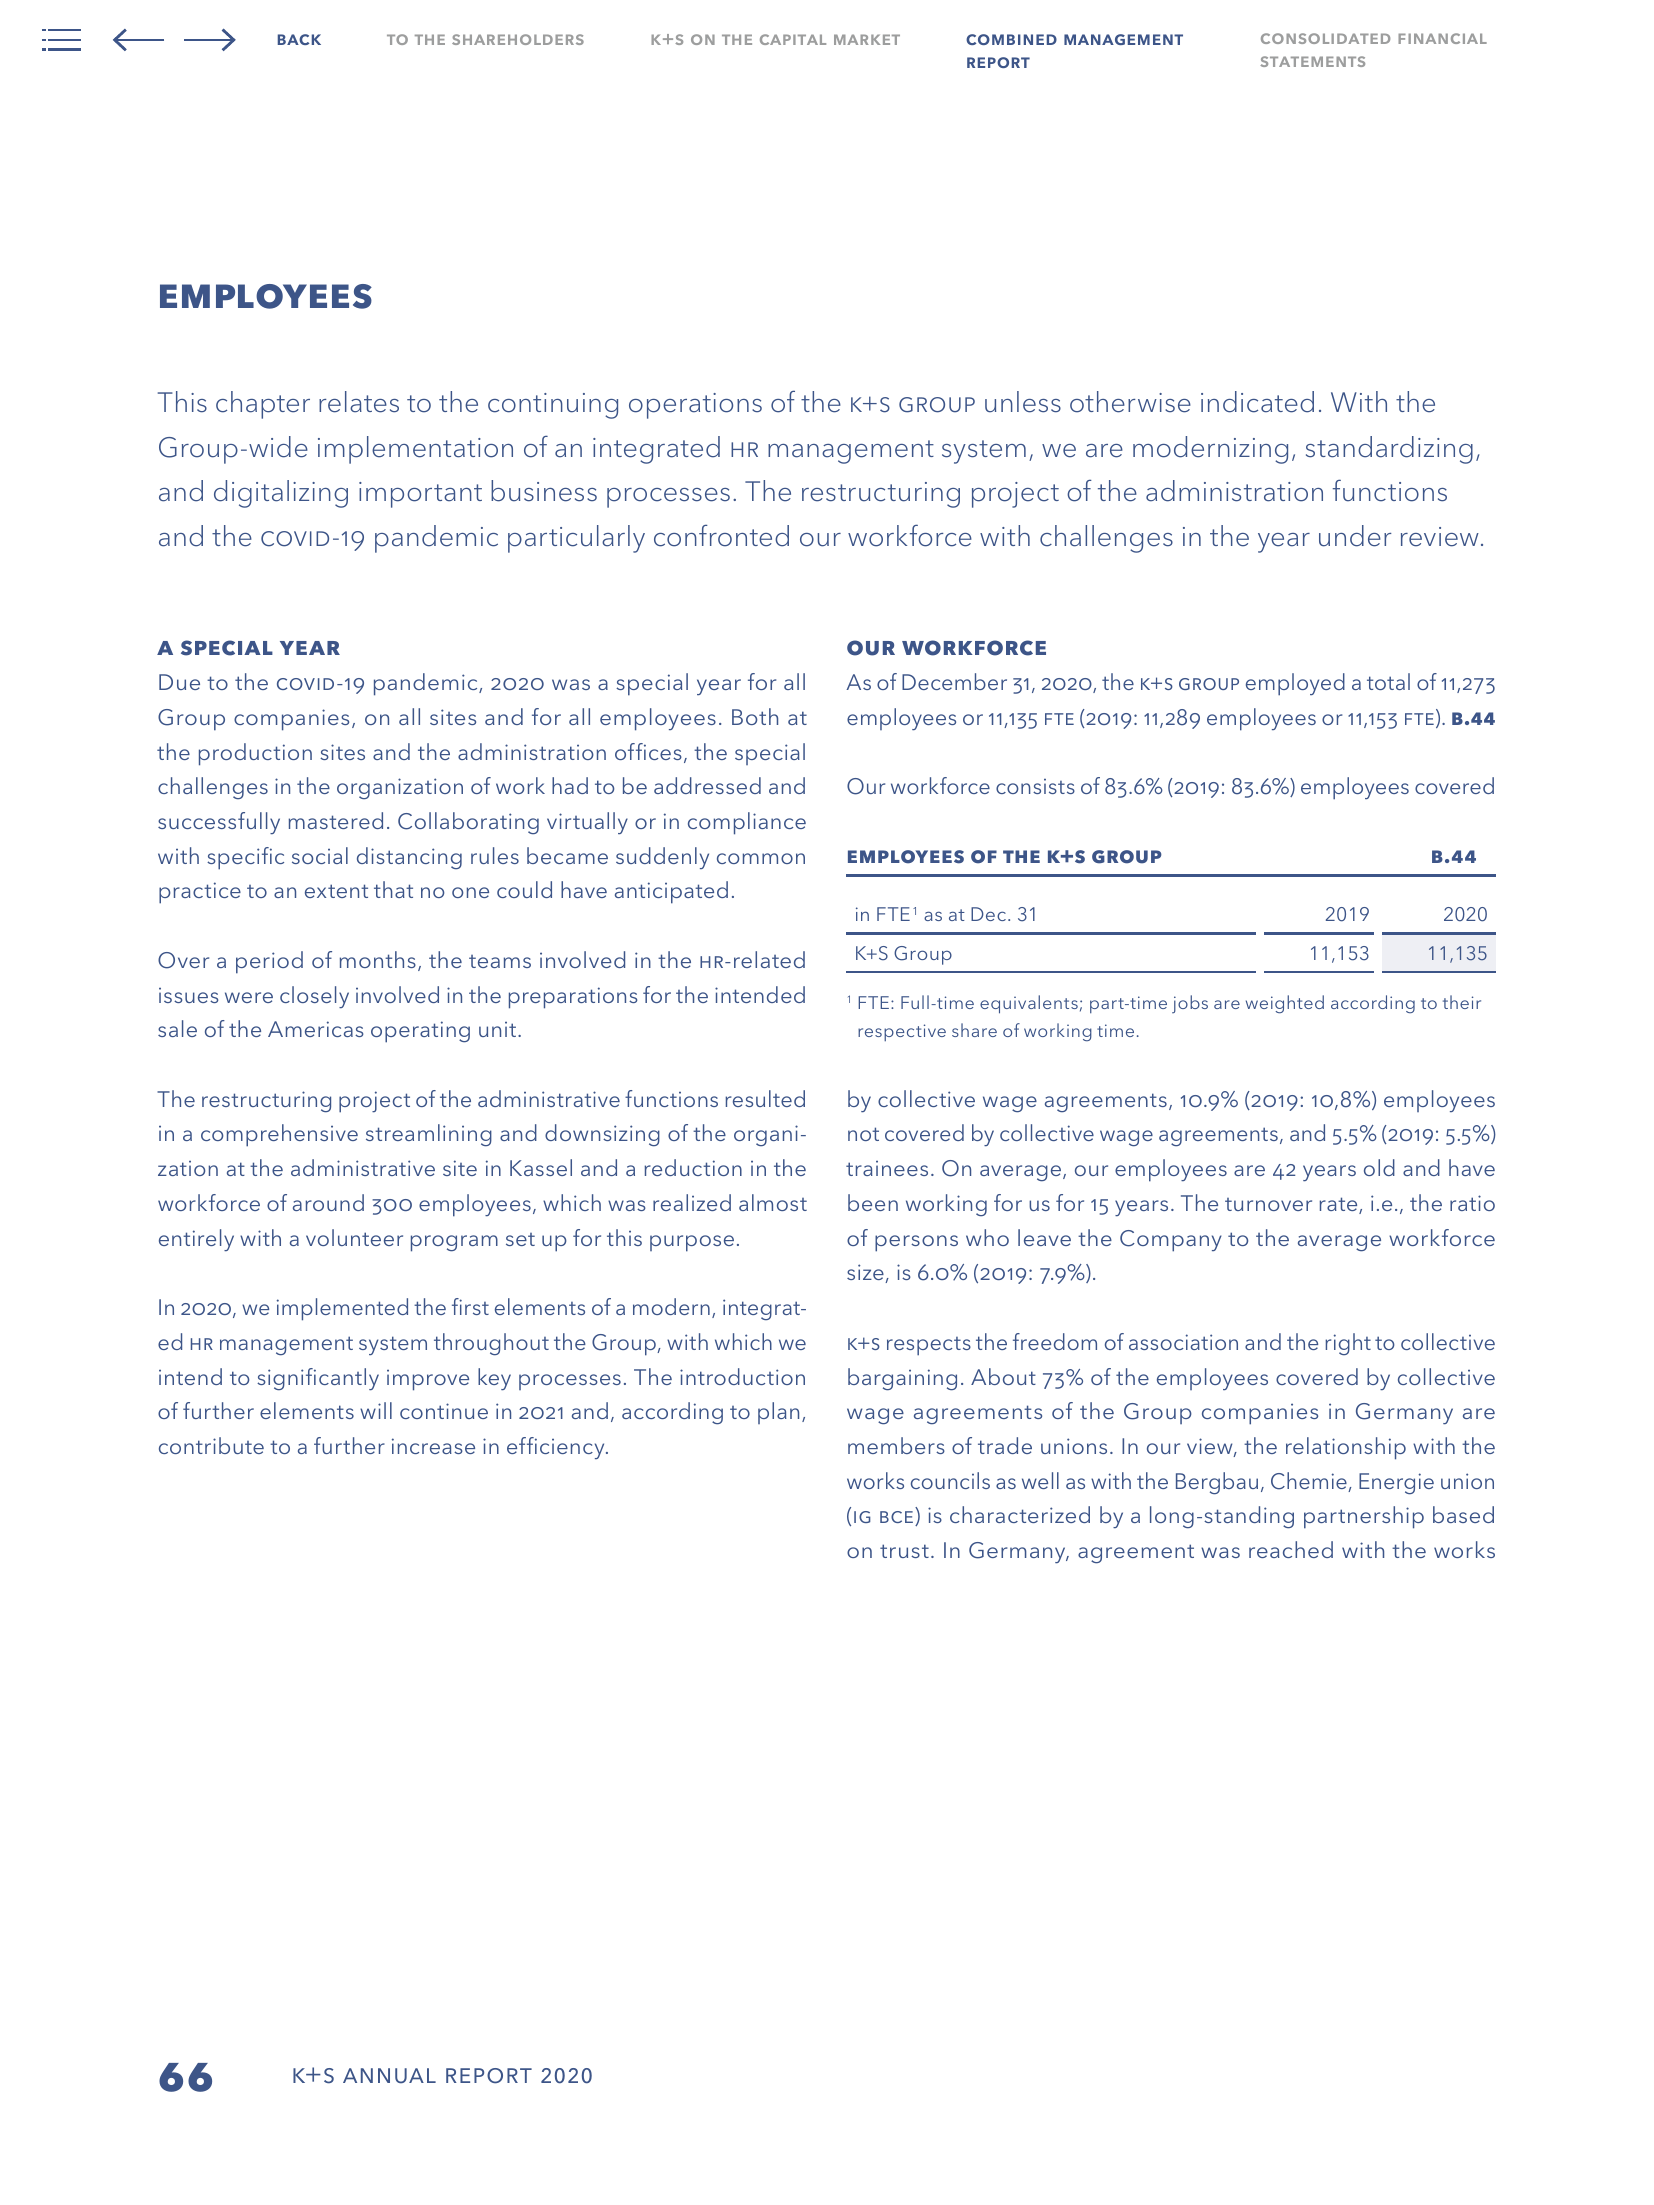 BACK
TO THE SHAREHOLDERS
K+S ON THE CAPITAL MARKET
COMBINED MANAGEMENT
REPORT
CONSOLIDATED FINANCIAL
STATEMENTS
EMPLOYEES
This chapter relates to the continuing operations of the K+S GROUP unless otherwise indicated. With the
Group-wide implementation of an integrated HR management system, we are modernizing, standardizing,
and digitalizing important business processes. The restructuring project of the administration functions
and the COVID-19 pandemic particularly confronted our workforce with challenges in the year under review.
A SPECIAL YEAR
Due to the COVID-19 pandemic, 2020 was a special year for all
Group companies, on all sites and for all employees. Both at
the production sites and the administration offices, the special
challenges in the organization of work had to be addressed and
successfully mastered. Collaborating virtually or in compliance
with specific social distancing rules became suddenly common
practice to an extent that no one could have anticipated.
Over a period of months, the teams involved in the HR-related
issues were closely involved in the preparations for the intended
sale of the Americas operating unit.
The restructuring project of the administrative functions resulted
in a comprehensive streamlining and downsizing of the organi-
zation at the administrative site in Kassel and a reduction in the
workforce of around 300 employees, which was realized almost
entirely with a volunteer program set up for this purpose.
In 2020, we implemented the first elements of a modern, integrat-
ed HR management system throughout the Group, with which we
intend to significantly improve key processes. The introduction
of further elements will continue in 2021 and, according to plan,
contribute to a further increase in efficiency.
OUR WORKFORCE
As of December 31, 2020, the K+S GROUP employed a total of 11,273
employees or 11,135 FTE (2019: 11,289 employees or 11,153 FTE). B.44
Our workforce consists of 83.6% (2019: 83.6%) employees covered
EMPLOYEES OF THE K+S GROUP B.44
in FTE¹ as at Dec. 31 2019 2020
K+S Group 11,153 11,135
¹ FTE: Full-time equivalents; part-time jobs are weighted according to their
respective share of working time.
by collective wage agreements, 10.9% (2019: 10,8%) employees
not covered by collective wage agreements, and 5.5% (2019: 5.5%)
trainees. On average, our employees are 42 years old and have
been working for us for 15 years. The turnover rate, i.e., the ratio
of persons who leave the Company to the average workforce
size, is 6.0% (2019: 7.9%).
K+S respects the freedom of association and the right to collective
bargaining. About 73% of the employees covered by collective
wage agreements of the Group companies in Germany are
members of trade unions. In our view, the relationship with the
works councils as well as with the Bergbau, Chemie, Energie union
(IG BCE) is characterized by a long-standing partnership based
on trust. In Germany, agreement was reached with the works
66 K+S ANNUAL REPORT 2020